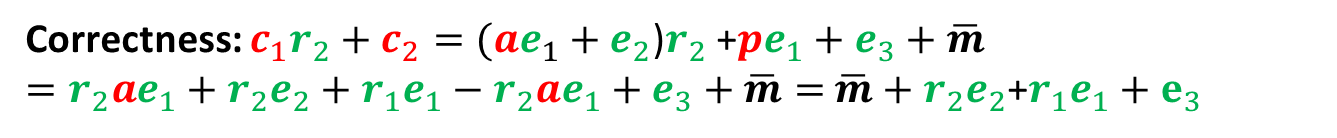 Correctness: c₁r₂ + c₂ = (ae₁ + e₂)r₂ +pe₁ + e₃ + m̅
= r₂ae₁ + r₂e₂ + r₁e₁ − r₂ae₁ + e₃ + m̅ = m̅ + r₂e₂+r₁e₁ + e₃